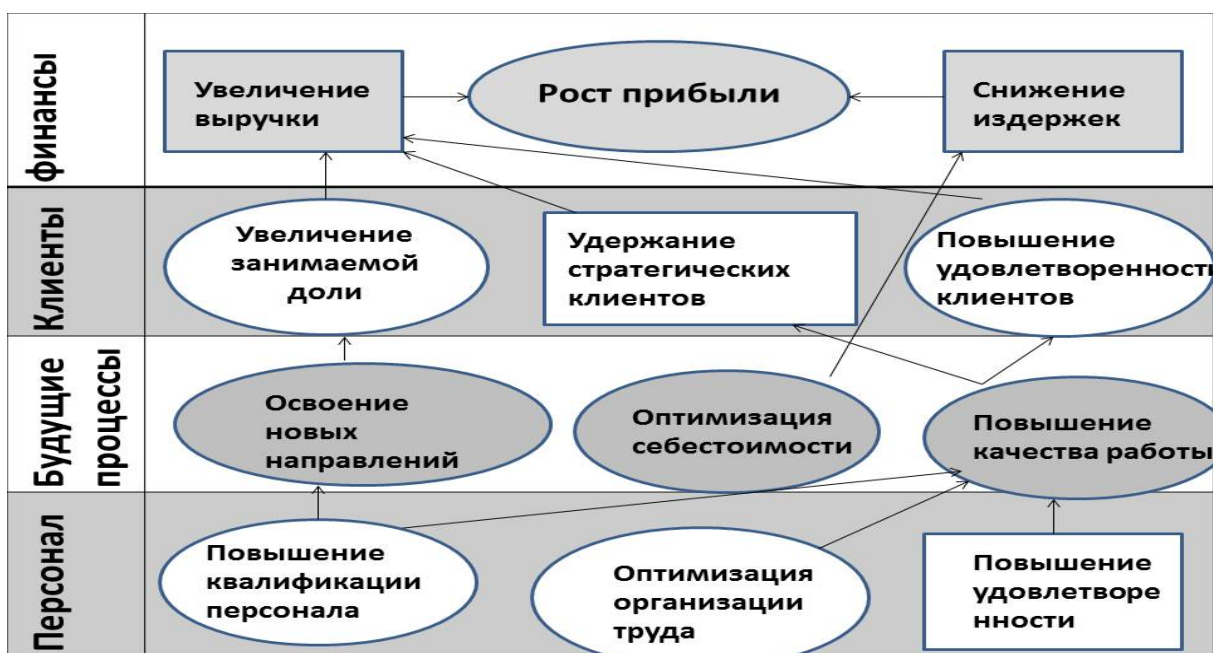 финансы
Увеличение
выручки
Рост прибыли
Снижение
издержек
Клиенты
Увеличение
занимаемой
доли
Удержание
стратегических
клиентов
Повышение
удовлетворенности
клиентов
Будущие
процессы
Освоение
новых
направлений
Оптимизация
себестоимости
Повышение
качества работы
Персонал
Повышение
квалификации
персонала
Оптимизация
организации
труда
Повышение
удовлетворе
нности